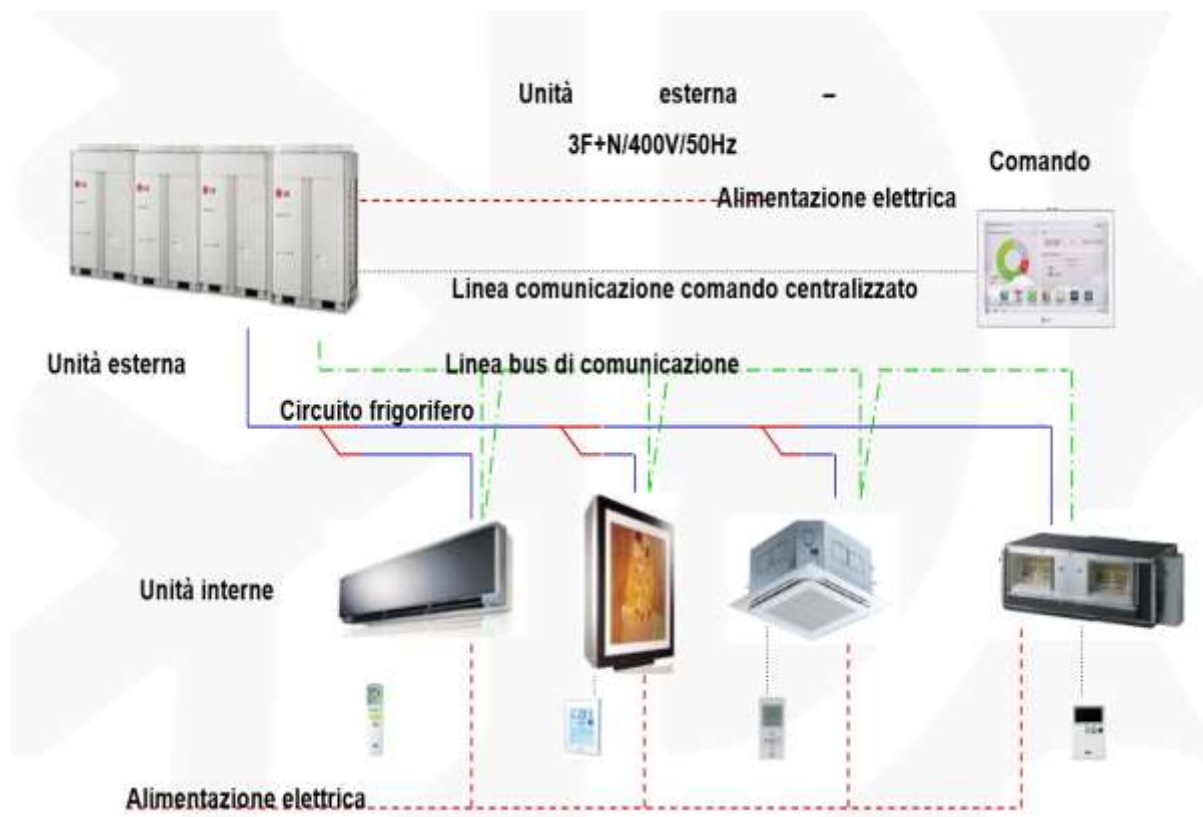 Unità esterna –
3F+N/400V/50Hz
Comando
Alimentazione elettrica
Linea comunicazione comando centralizzato
Unità esterna
Linea bus di comunicazione
Circuito frigorifero
Unità interne
Alimentazione elettrica